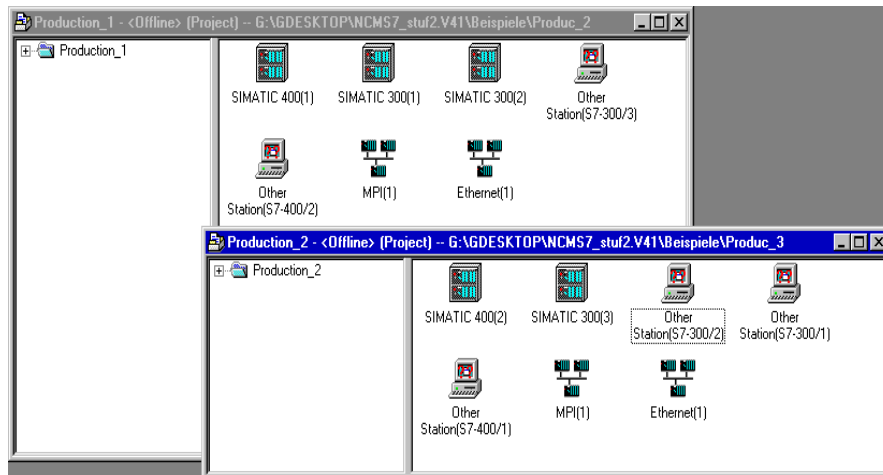 Production_1 - <Offline> (Project) -- G:\GDESKTOP\NCMS7_stuf2.V41\Beispiele\Produc_2
Production_1
SIMATIC 400(1)
SIMATIC 300(1)
SIMATIC 300(2)
Other
Station(S7-300/3)
Other
Station(S7-400/2)
MPI(1)
Ethernet(1)
Production_2 - <Offline> (Project) -- G:\GDESKTOP\NCMS7_stuf2.V41\Beispiele\Produc_3
Production_2
SIMATIC 400(2)
SIMATIC 300(3)
Other
Station(S7-300/2)
Other
Station(S7-300/1)
Other
Station(S7-400/1)
MPI(1)
Ethernet(1)